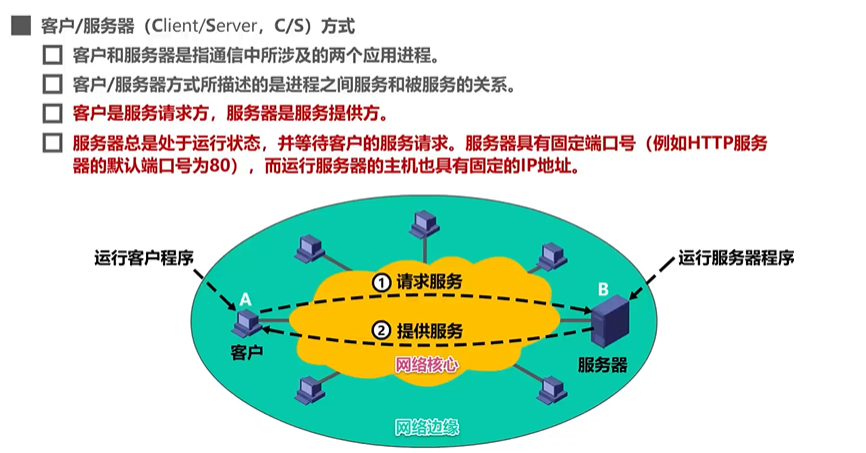 客户/服务器（Client/Server，C/S）方式
客户和服务器是指通信中所涉及的两个应用进程。
客户/服务器方式所描述的是进程之间服务和被服务的关系。
客户是服务请求方，服务器是服务提供方。
服务器总是处于运行状态，并等待客户的服务请求。服务器具有固定端口号（例如HTTP服务
器的默认端口号为80），而运行服务器的主机也具有固定的IP地址。
运行客户程序
运行服务器程序
① 请求服务
A
B
② 提供服务
客户
网络核心
服务器
网络边缘